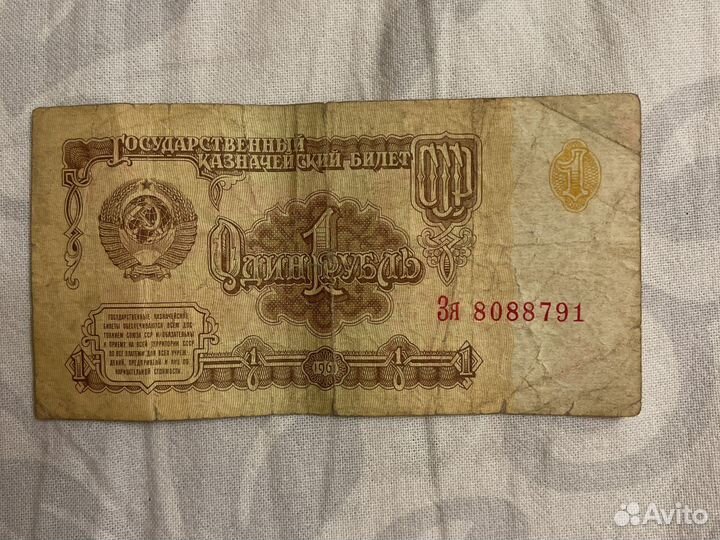 Государственный
казначейский билет
СССР
1
1
Один рубль
Зя 8088791
ГОСУДАРСТВЕННЫЕ КАЗНАЧЕЙСКИЕ
БИЛЕТЫ ОБЕСПЕЧИВАЮТСЯ ВСЕМ ДОС-
ТОЯНИЕМ СОЮЗА ССР И ОБЯЗАТЕЛЬНЫ
К ПРИЕМУ НА ВСЕЙ ТЕРРИТОРИИ СССР
ВО ВСЕ ПЛАТЕЖИ ДЛЯ ВСЕХ УЧРЕЖ-
ДЕНИЙ, ПРЕДПРИЯТИЙ И ЛИЦ ПО
НАРИЦАТЕЛЬНОЙ СТОИМОСТИ.
1 1 1961 1 1
Avito